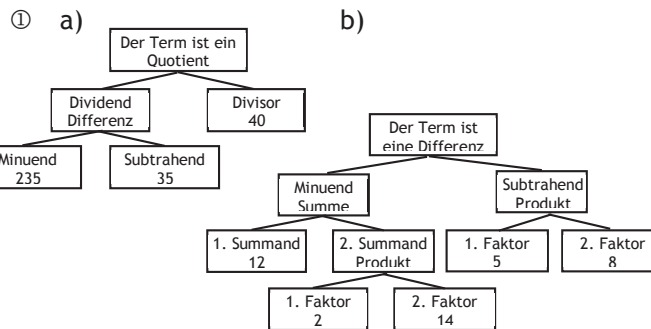 ① a)
Der Term ist ein
Quotient
Dividend
Differenz
Divisor
40
Minuend
235
Subtrahend
35
b)
Der Term ist
eine Differenz
Minuend
Summe
Subtrahend
Produkt
1. Summand
12
2. Summand
Produkt
1. Faktor
5
2. Faktor
8
1. Faktor
2
2. Faktor
14